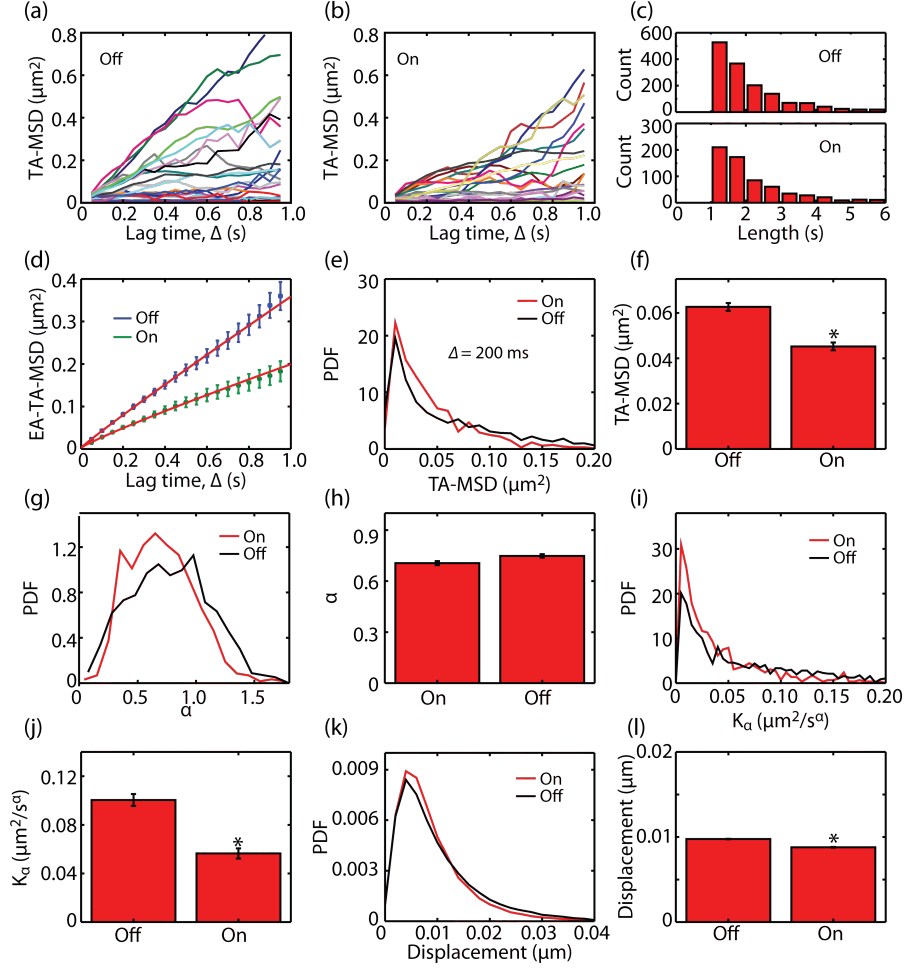 (a)
TA-MSD (μm²)
0.8
0.6
0.4
0.2
0
Off
0.2 0.4 0.6 0.8 1.0
Lag time, Δ (s)
(b)
TA-MSD (μm²)
0.8
0.6
0.4
0.2
0
On
0.2 0.4 0.6 0.8 1.0
Lag time, Δ (s)
(c)
Count
600
400
200
0
Off
Count
300
200
100
0
On
0 1 2 3 4 5 6
Length (s)
(d)
EA-TA-MSD (μm²)
0.4
0.3
0.2
0.1
0
Off
On
0.2 0.4 0.6 0.8 1.0
Lag time, Δ (s)
(e)
PDF
30
20
10
0
On
Off
Δ = 200 ms
0.05 0.10 0.15 0.20
TA-MSD (μm²)
(f)
TA-MSD (μm²)
0.06
0.04
0.02
0
*
Off On
(g)
PDF
1.2
0.8
0.4
0
On
Off
0.5 1.0 1.5
α
(h)
α
0.9
0.6
0.3
0
On Off
(i)
PDF
30
20
10
0
On
Off
0 0.05 0.10 0.15 0.20
Kα (μm²/sᵅ)
(j)
Kα (μm²/sᵅ)
0.12
0.08
0.04
0
*
Off On
(k)
PDF
0.009
0.006
0.003
0
On
Off
0 0.01 0.02 0.03 0.04
Displacement (μm)
(l)
Displacement (μm)
0.02
0.01
0
*
Off On